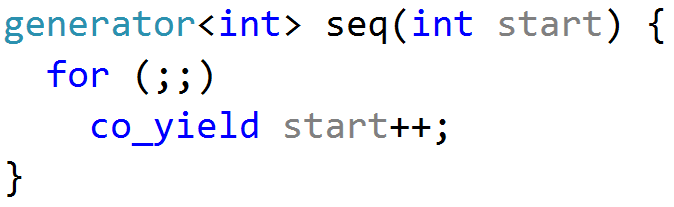 generator<int> seq(int start) {
  for (;;)
    co_yield start++;
}